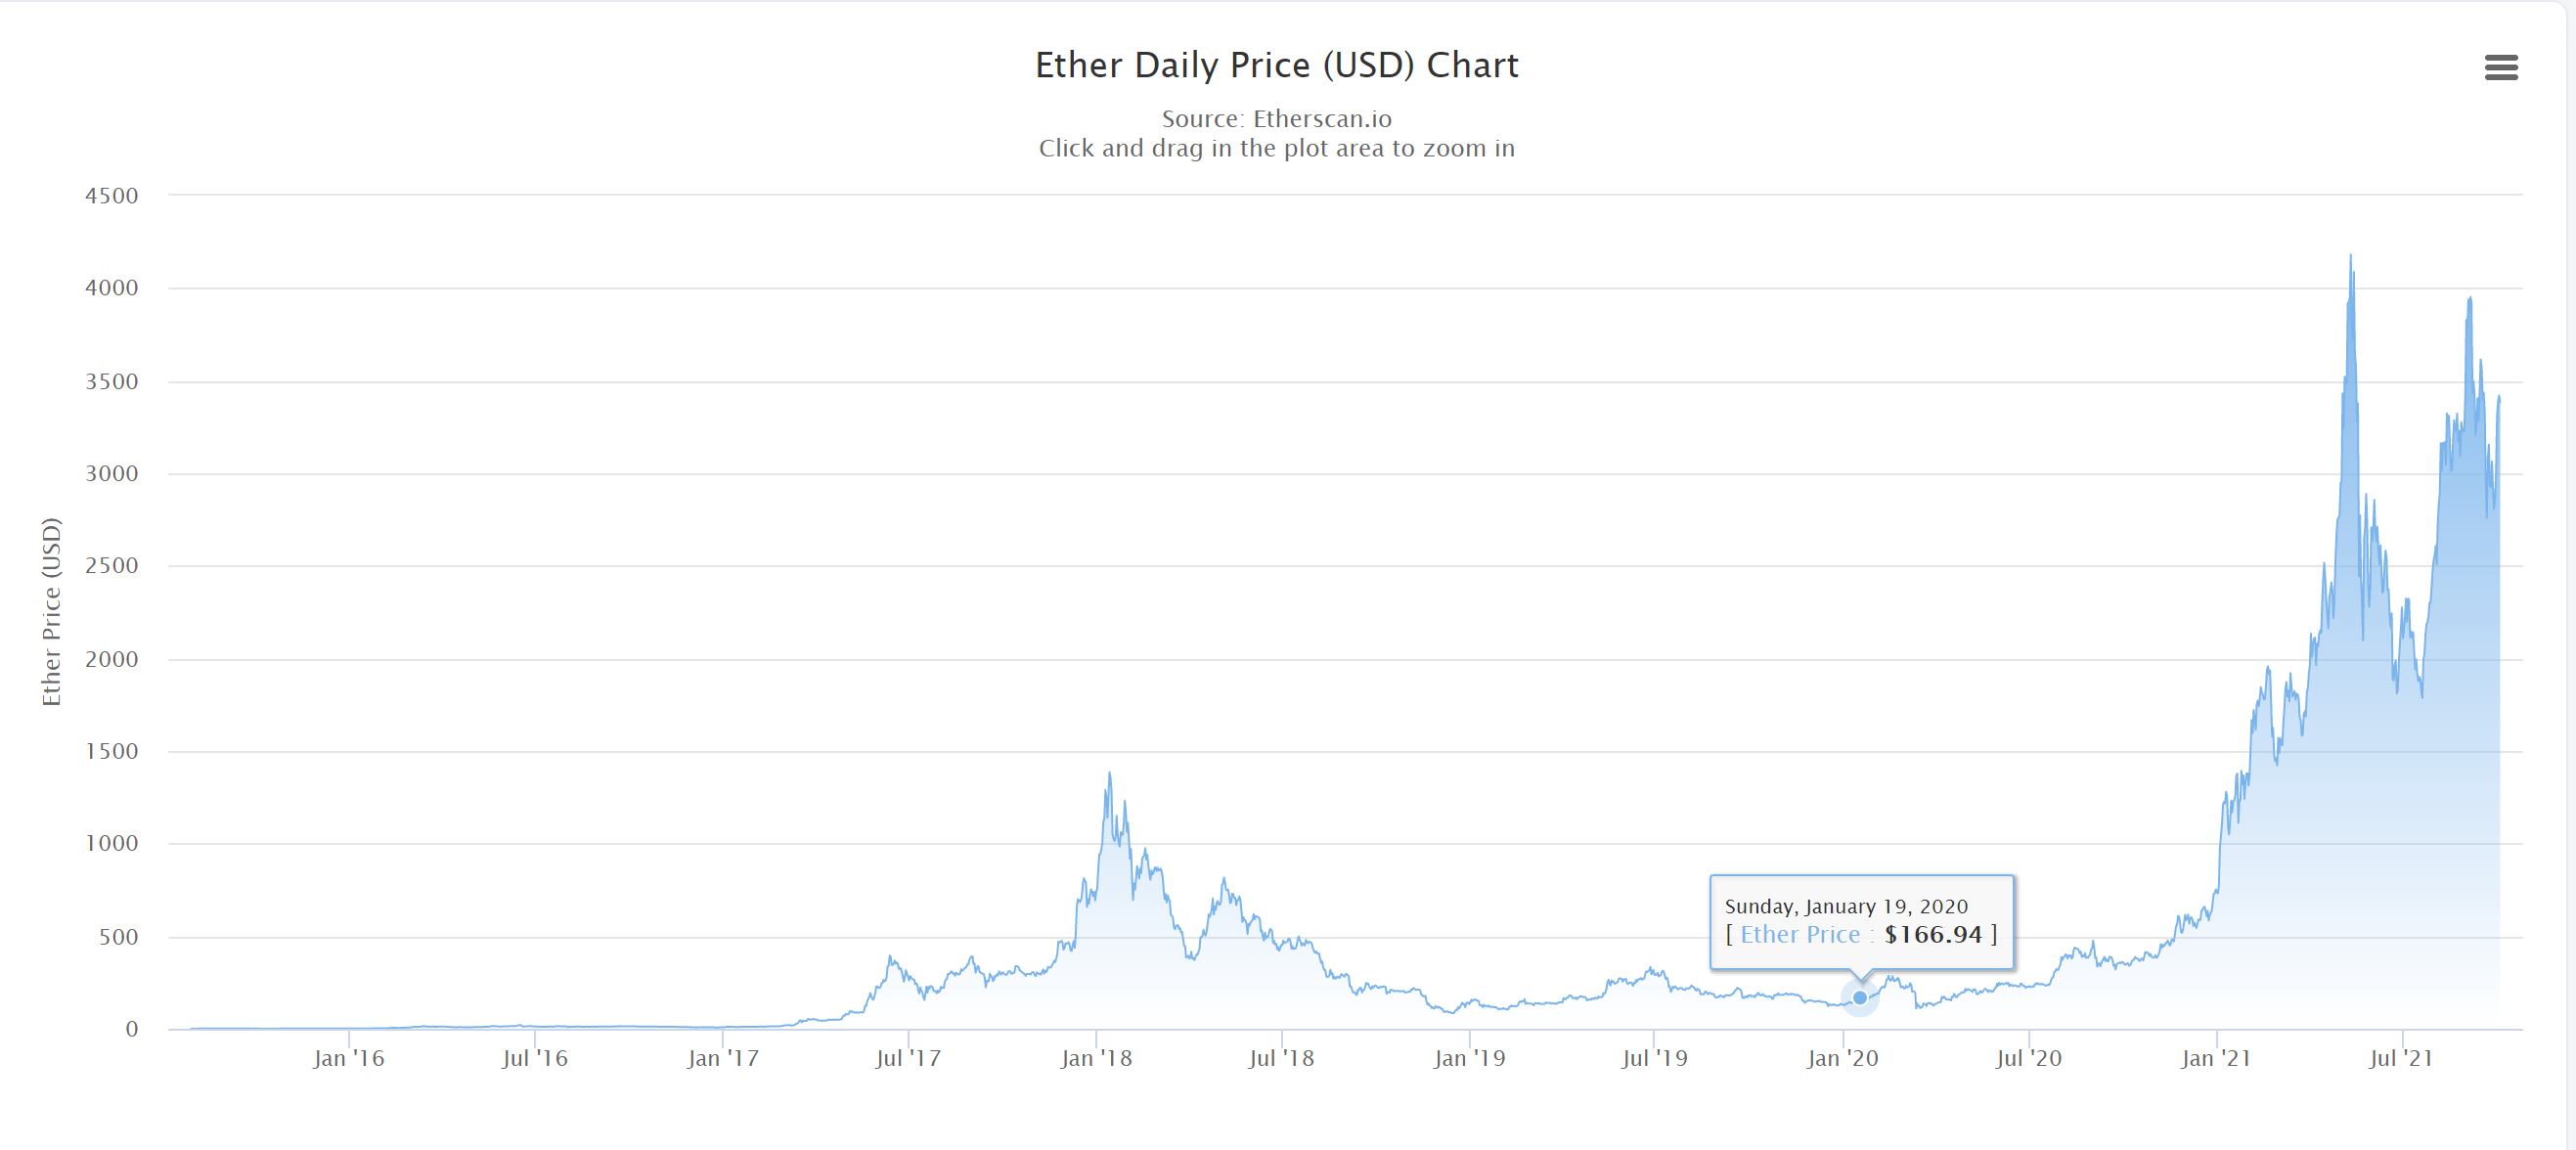 Ether Daily Price (USD) Chart
Source: Etherscan.io
Click and drag in the plot area to zoom in
Ether Price (USD)
4500
4000
3500
3000
2500
2000
1500
1000
500
0
Sunday, January 19, 2020
[ Ether Price : $166.94 ]
Jan '16
Jul '16
Jan '17
Jul '17
Jan '18
Jul '18
Jan '19
Jul '19
Jan '20
Jul '20
Jan '21
Jul '21